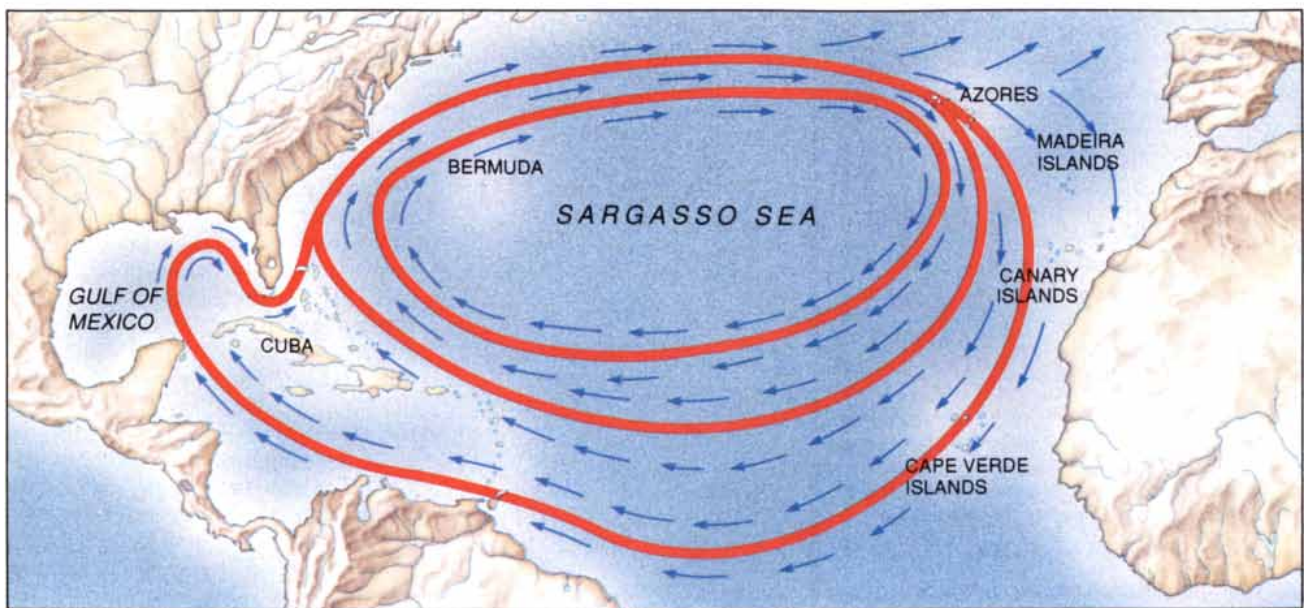 AZORES
MADEIRA
ISLANDS
BERMUDA
SARGASSO SEA
CANARY
ISLANDS
GULF OF
MEXICO
CUBA
CAPE VERDE
ISLANDS